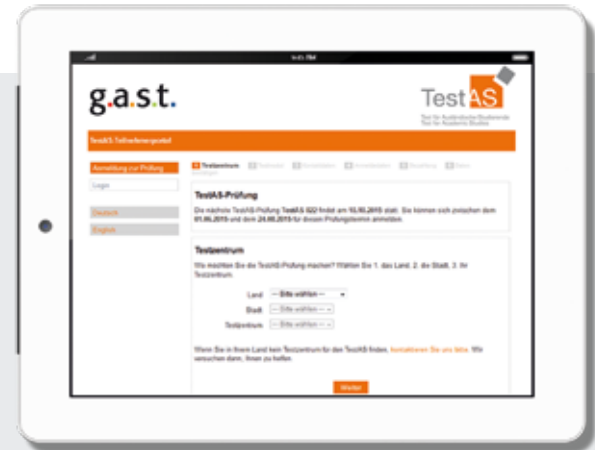 g.a.s.t.
TestAS
Test für Ausländische Studierende
Test for Academic Studies
TestAS Teilnehmerportal
Anmeldung zur Prüfung
Login
Deutsch
English
Testzentrum
TestAS-Prüfung
Die nächste TestAS-Prüfung TestAS 022 findet am 10.10.2015 statt. Sie können sich zwischen dem
01.06.2015 und dem 24.08.2015 für diesen Prüfungstermin anmelden.
Testzentrum
Wo möchten Sie die TestAS-Prüfung machen? Wählen Sie 1. das Land, 2. die Stadt, 3. Ihr
Testzentrum.
Land --- Bitte wählen ---
Stadt --- Bitte wählen ---
Testzentrum --- Bitte wählen ---
Wenn Sie in Ihrem Land kein Testzentrum für den TestAS finden, kontaktieren Sie uns bitte. Wir
versuchen dann, Ihnen zu helfen.
Weiter